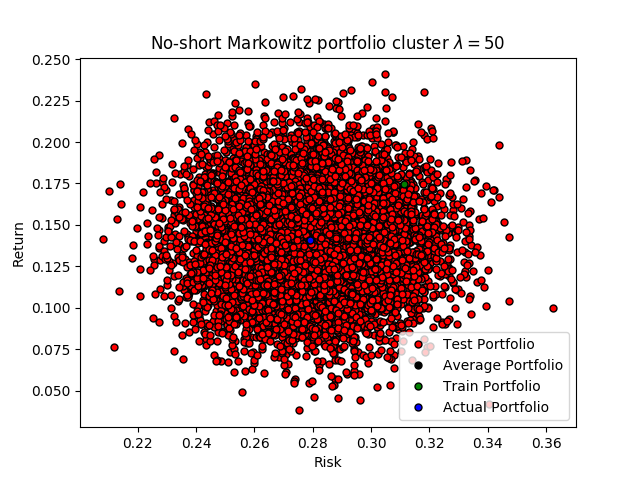 No-short Markowitz portfolio cluster λ = 50
0.250
0.225
0.200
0.175
0.150
0.125
0.100
0.075
0.050
Return
0.22 0.24 0.26 0.28 0.30 0.32 0.34 0.36
Risk
Test Portfolio
Average Portfolio
Train Portfolio
Actual Portfolio